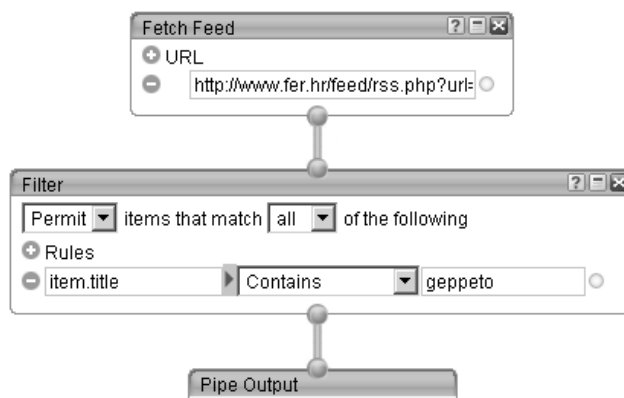 Fetch Feed
URL
http://www.fer.hr/feed/rss.php?url=
Filter
Permit items that match all of the following
Rules
item.title Contains geppeto
Pipe Output